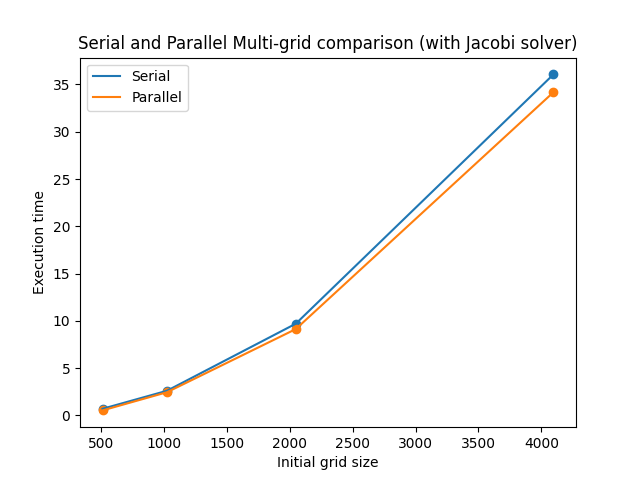 Serial and Parallel Multi-grid comparison (with Jacobi solver)
Serial
Parallel
35
30
25
20
15
10
5
0
Execution time
500 1000 1500 2000 2500 3000 3500 4000
Initial grid size